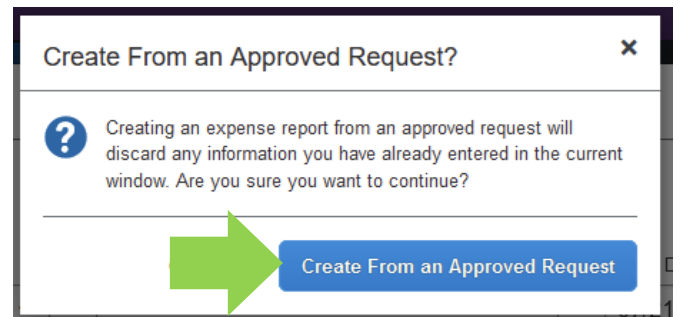 Create From an Approved Request?
Creating an expense report from an approved request will
discard any information you have already entered in the current
window. Are you sure you want to continue?
Create From an Approved Request